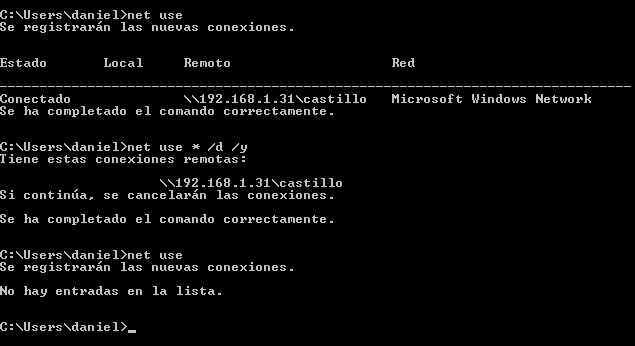 C:\Users\daniel>net use
Se registrarán las nuevas conexiones.
Estado Local Remoto Red
-------------------------------------------------------------------------------
Conectado \\192.168.1.31\castillo Microsoft Windows Network
Se ha completado el comando correctamente.
C:\Users\daniel>net use * /d /y
Tiene estas conexiones remotas:
\\192.168.1.31\castillo
Si continúa, se cancelarán las conexiones.
Se ha completado el comando correctamente.
C:\Users\daniel>net use
Se registrarán las nuevas conexiones.
No hay entradas en la lista.
C:\Users\daniel>_